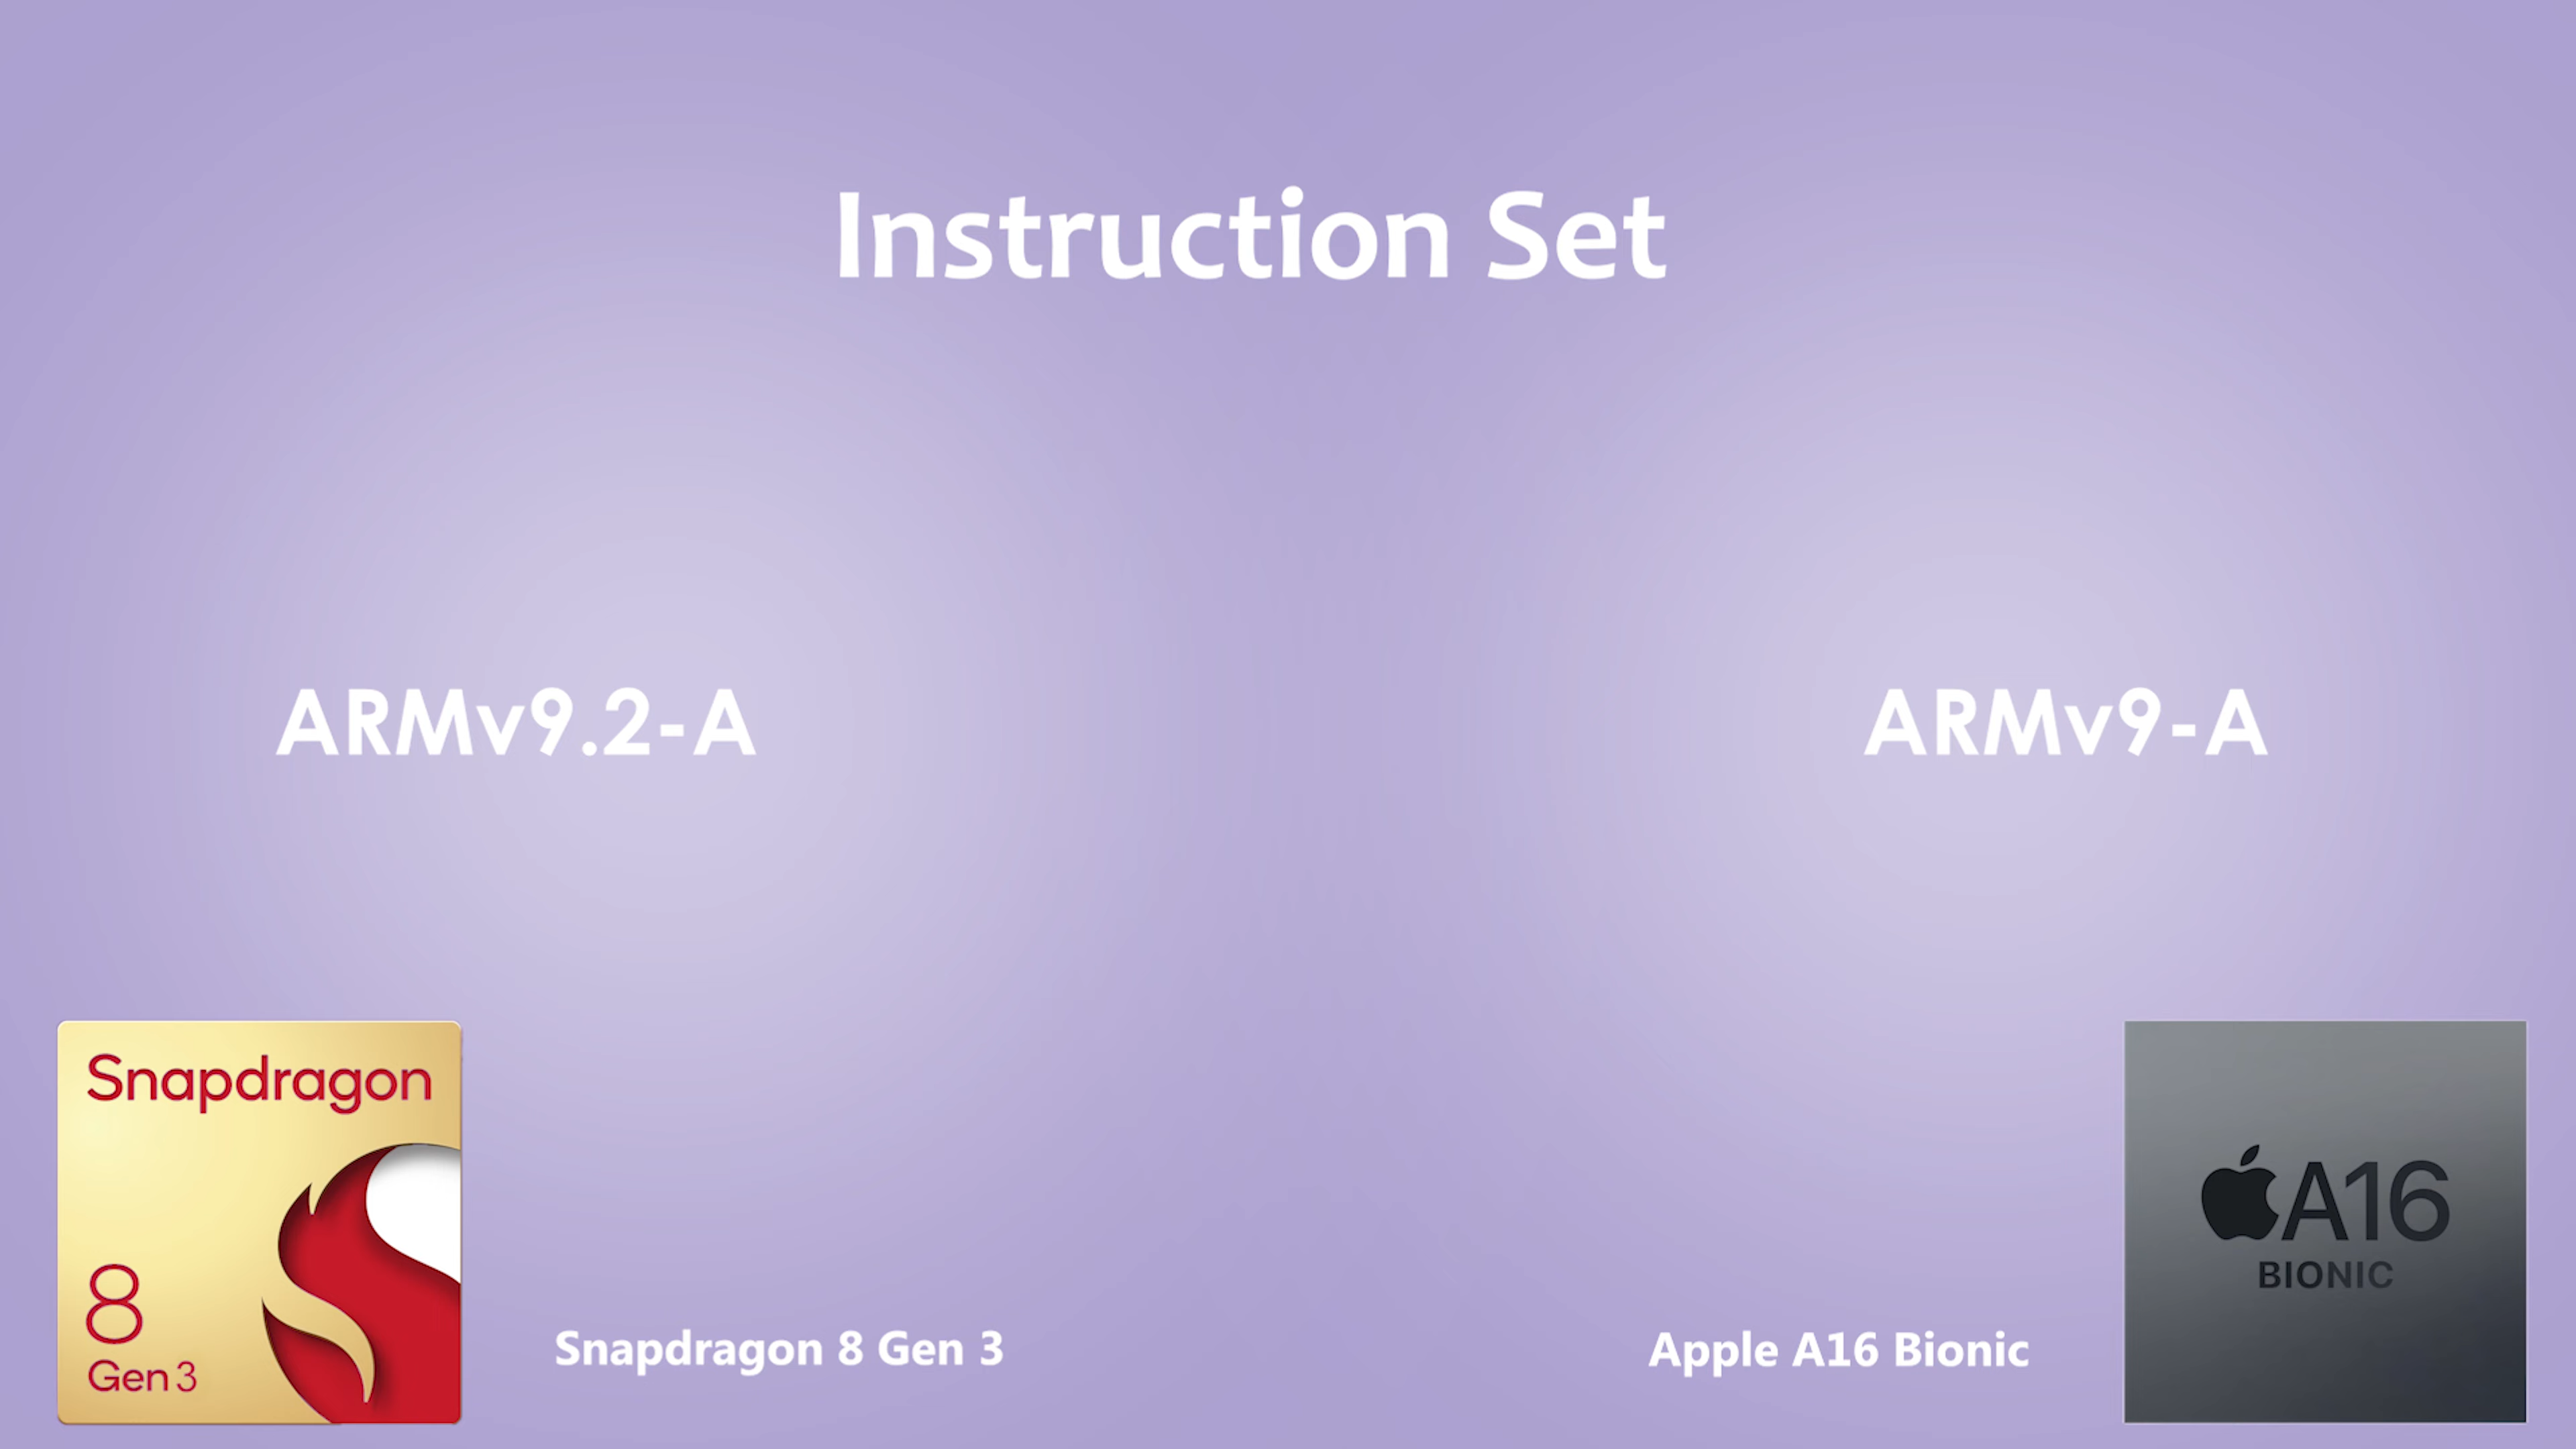 Instruction Set
ARMv9.2-A
ARMv9-A
Snapdragon
8
Gen 3
Snapdragon 8 Gen 3
Apple A16 Bionic
A16
BIONIC